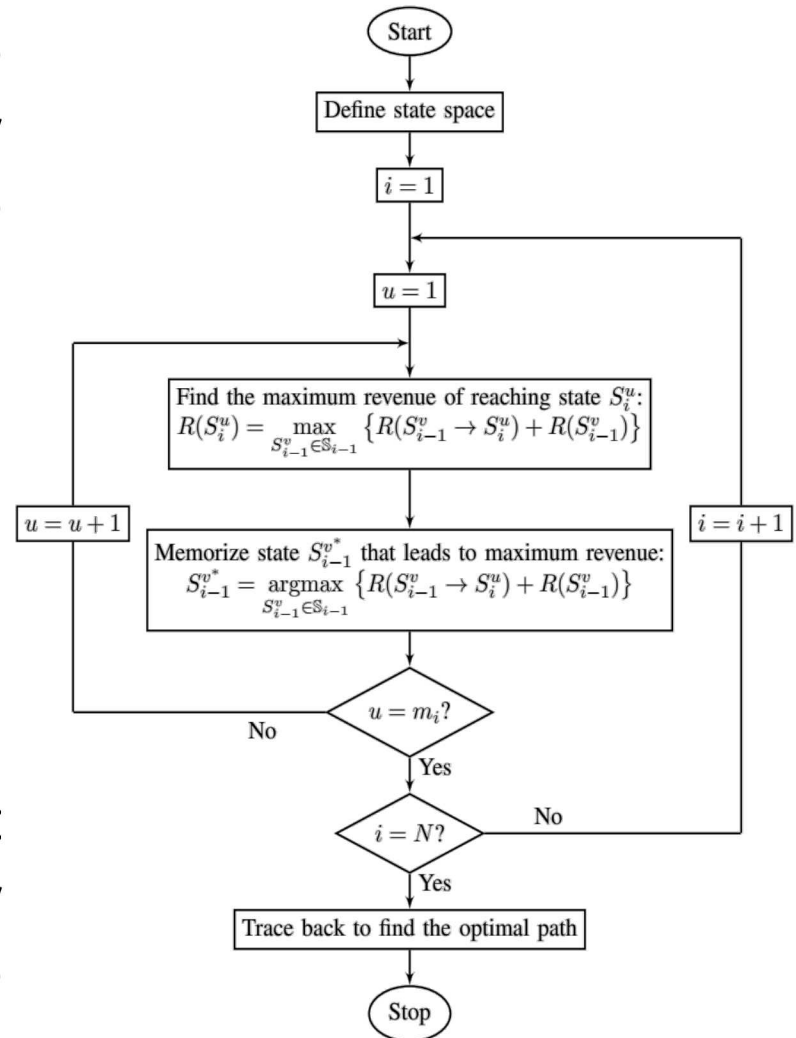 Start
Define state space
i = 1
u = 1
Find the maximum revenue of reaching state S_i^u:
R(S_i^u) = max_{S_{i−1}^v ∈ 𝕊_{i−1}} {R(S_{i−1}^v → S_i^u) + R(S_{i−1}^v)}
u = u + 1
i = i + 1
Memorize state S_{i−1}^{v*} that leads to maximum revenue:
S_{i−1}^{v*} = argmax_{S_{i−1}^v ∈ 𝕊_{i−1}} {R(S_{i−1}^v → S_i^u) + R(S_{i−1}^v)}
u = m_i?
No
Yes
i = N?
No
Yes
Trace back to find the optimal path
Stop